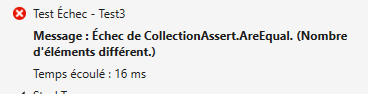 Test Échec - Test3
Message : Échec de CollectionAssert.AreEqual. (Nombre
d'éléments différent.)
Temps écoulé : 16 ms